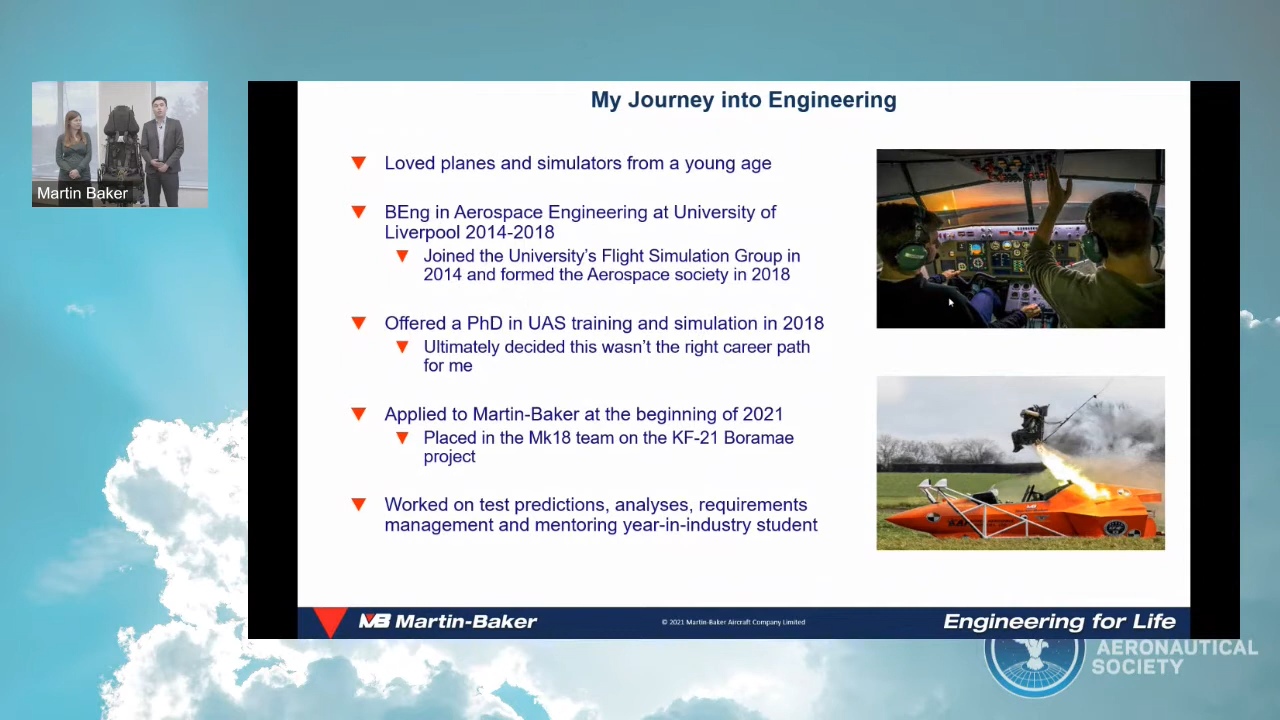 My Journey into Engineering
Martin Baker
Loved planes and simulators from a young age
BEng in Aerospace Engineering at University of
Liverpool 2014-2018
Joined the University's Flight Simulation Group in
2014 and formed the Aerospace society in 2018
Offered a PhD in UAS training and simulation in 2018
Ultimately decided this wasn't the right career path
for me
Applied to Martin-Baker at the beginning of 2021
Placed in the Mk18 team on the KF-21 Boramae
project
Worked on test predictions, analyses, requirements
management and mentoring year-in-industry student
MB Martin-Baker
© 2021 Martin-Baker Aircraft Company Limited
Engineering for Life
AERONAUTICAL
SOCIETY